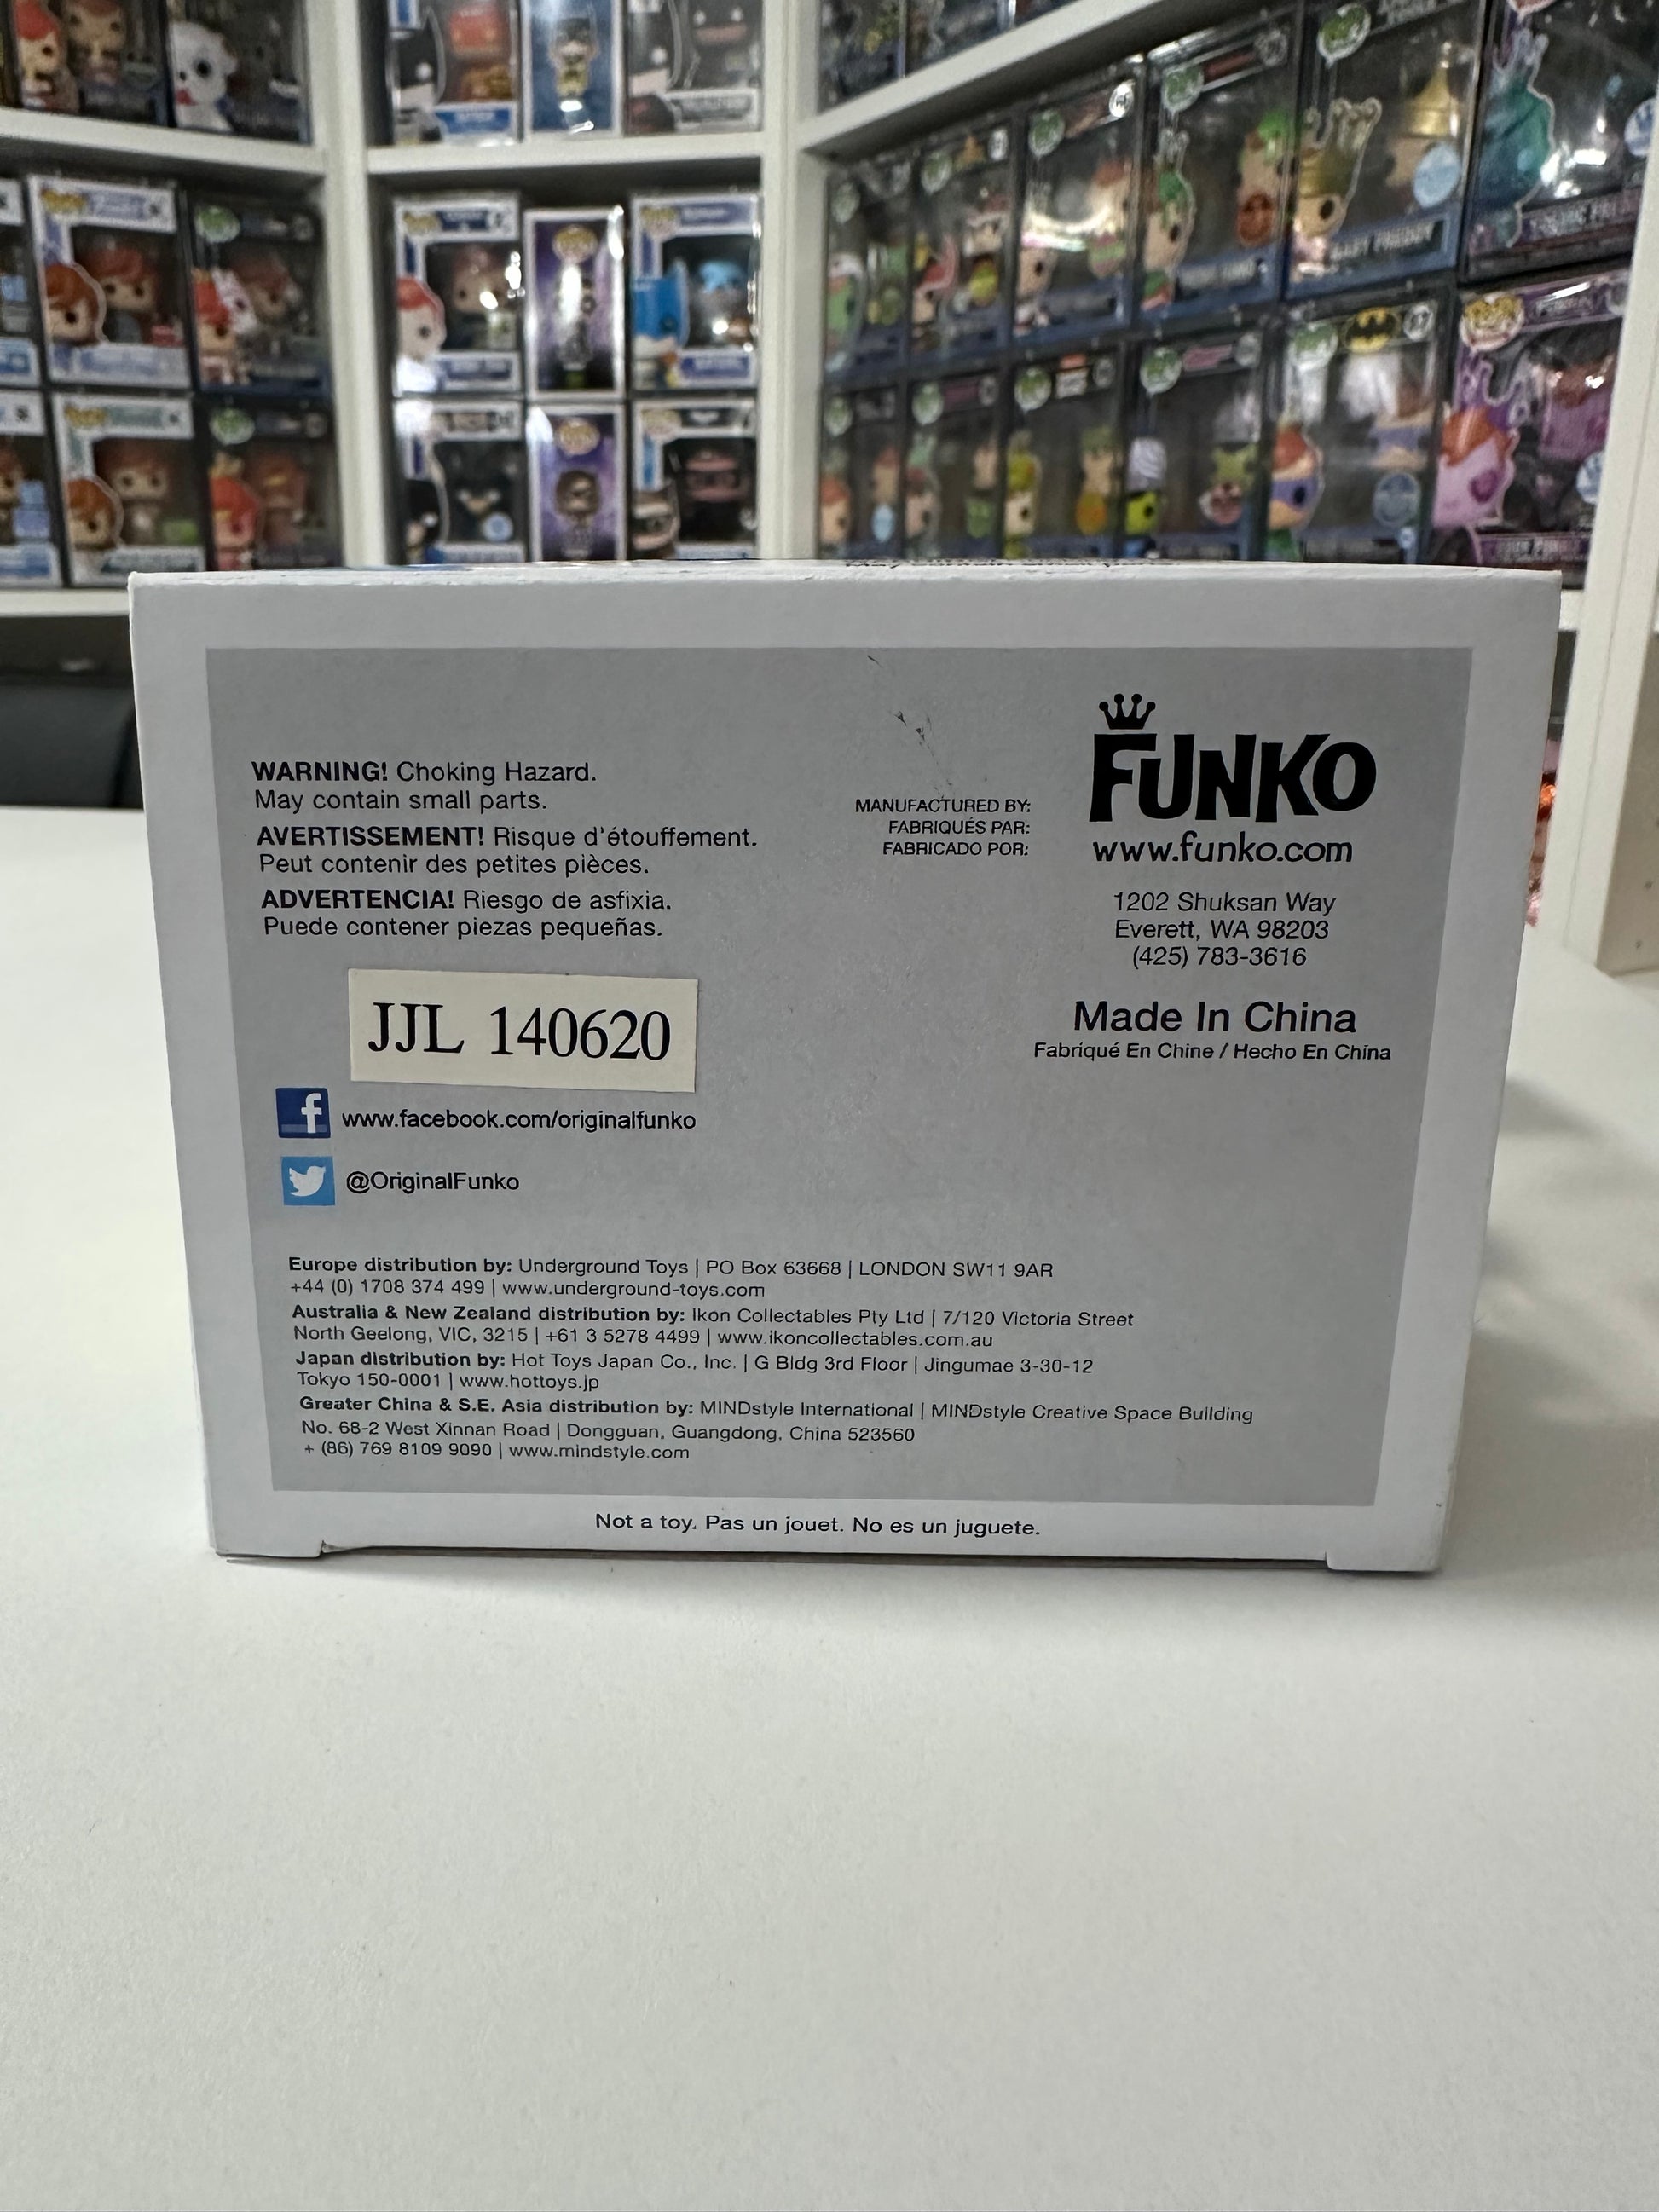 WARNING! Choking Hazard.
May contain small parts.
AVERTISSEMENT! Risque d'étouffement.
Peut contenir des petites pièces.
ADVERTENCIA! Riesgo de asfixia.
Puede contener piezas pequeñas.
JJL 140620
www.facebook.com/originalfunko
@OriginalFunko
MANUFACTURED BY:
FABRIQUÉS PAR:
FABRICADO POR:
FUNKO
www.funko.com
1202 Shuksan Way
Everett, WA 98203
(425) 783-3616
Made In China
Fabriqué En Chine / Hecho En China
Europe distribution by: Underground Toys | PO Box 63668 | LONDON SW11 9AR
+44 (0) 1708 374 499 | www.underground-toys.com
Australia & New Zealand distribution by: Ikon Collectables Pty Ltd | 7/120 Victoria Street
North Geelong, VIC, 3215 | +61 3 5278 4499 | www.ikoncollectables.com.au
Japan distribution by: Hot Toys Japan Co., Inc. | G Bldg 3rd Floor | Jingumae 3-30-12
Tokyo 150-0001 | www.hottoys.jp
Greater China & S.E. Asia distribution by: MINDstyle International | MINDstyle Creative Space Building
No. 68-2 West Xinnan Road | Dongguan, Guangdong, China 523560
+ (86) 769 8109 9090 | www.mindstyle.com
Not a toy. Pas un jouet. No es un juguete.